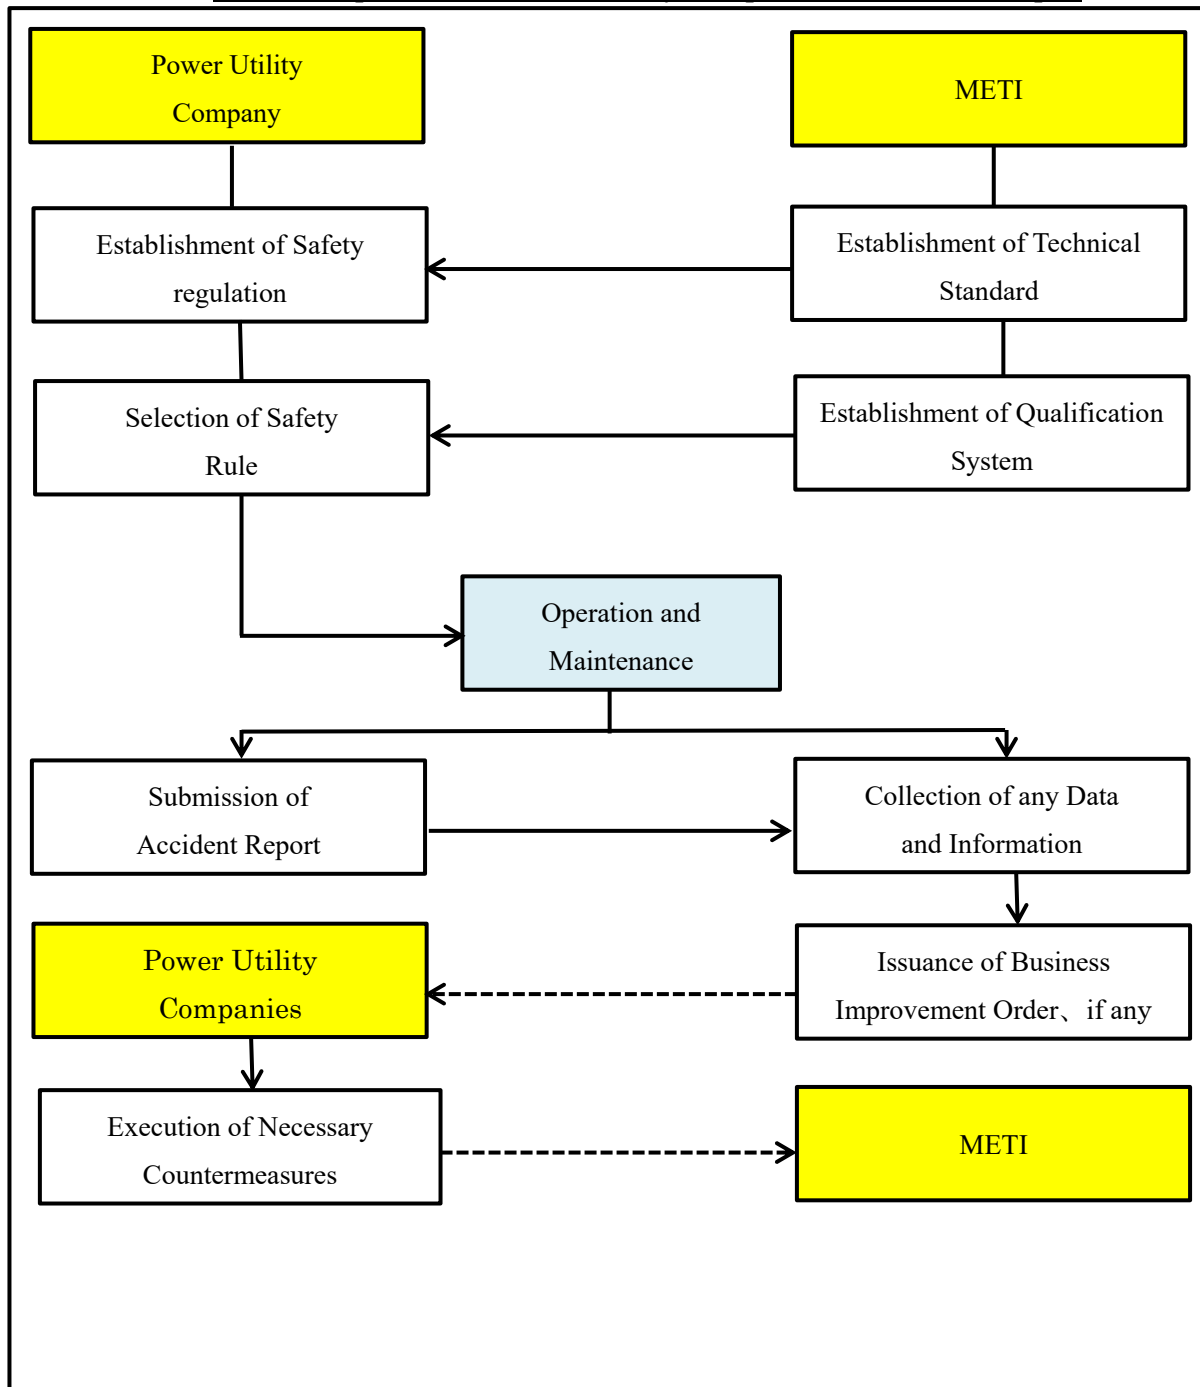 Power Utility
Company
METI
Establishment of Safety
regulation
Establishment of Technical
Standard
Selection of Safety
Rule
Establishment of Qualification
System
Operation and
Maintenance
Submission of
Accident Report
Collection of any Data
and Information
Power Utility
Companies
Issuance of Business
Improvement Order、if any
Execution of Necessary
Countermeasures
METI